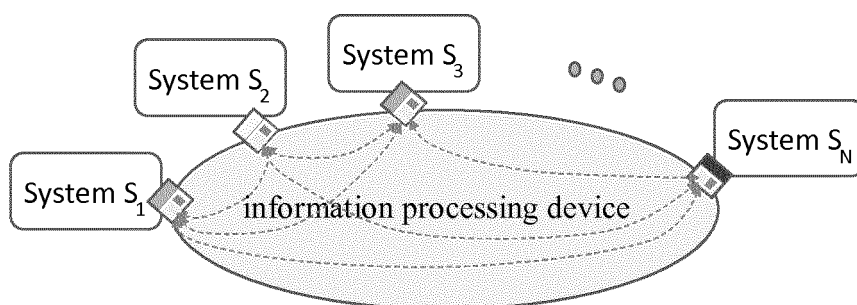 System S1
System S2
System S3
System SN
information processing device